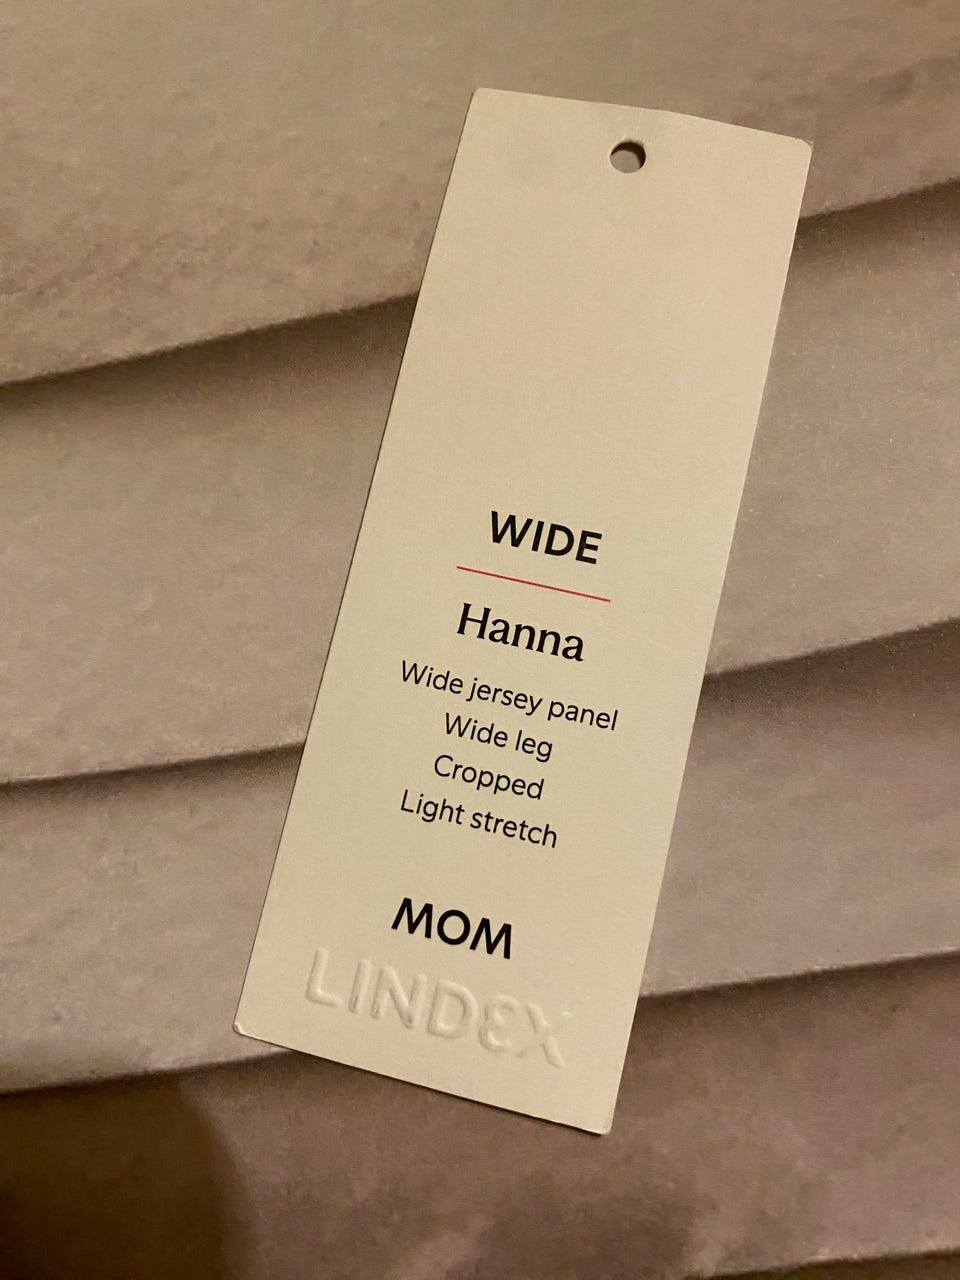 WIDE
Hanna
Wide jersey panel
Wide leg
Cropped
Light stretch
MOM
LINDEX